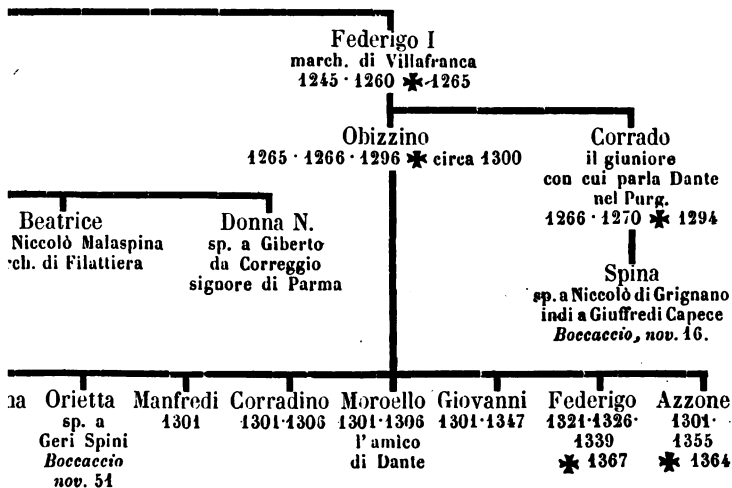 Federigo I
march. di Villafranca
1245 · 1260 ✠ 1265
Obizzino
1265 · 1266 · 1296 ✠ circa 1300
Corrado
il giuniore
con cui parla Dante
nel Purg.
1266 · 1270 ✠ 1294
Beatrice
Niccolò Malaspina
rch. di Filattiera
Donna N.
sp. a Giberto
da Correggio
signore di Parma
Spina
sp. a Niccolò di Grignano
indi a Giuffredi Capece
Boccaccio, nov. 16.
na
Orietta
sp. a
Geri Spini
Boccaccio
nov. 51
Manfredi
1301
Corradino
1301·1306
Moroello
1301·1306
l'amico
di Dante
Giovanni
1301·1347
Federigo
1321·1326·
1339
✠ 1367
Azzone
1301·
1355
✠ 1364